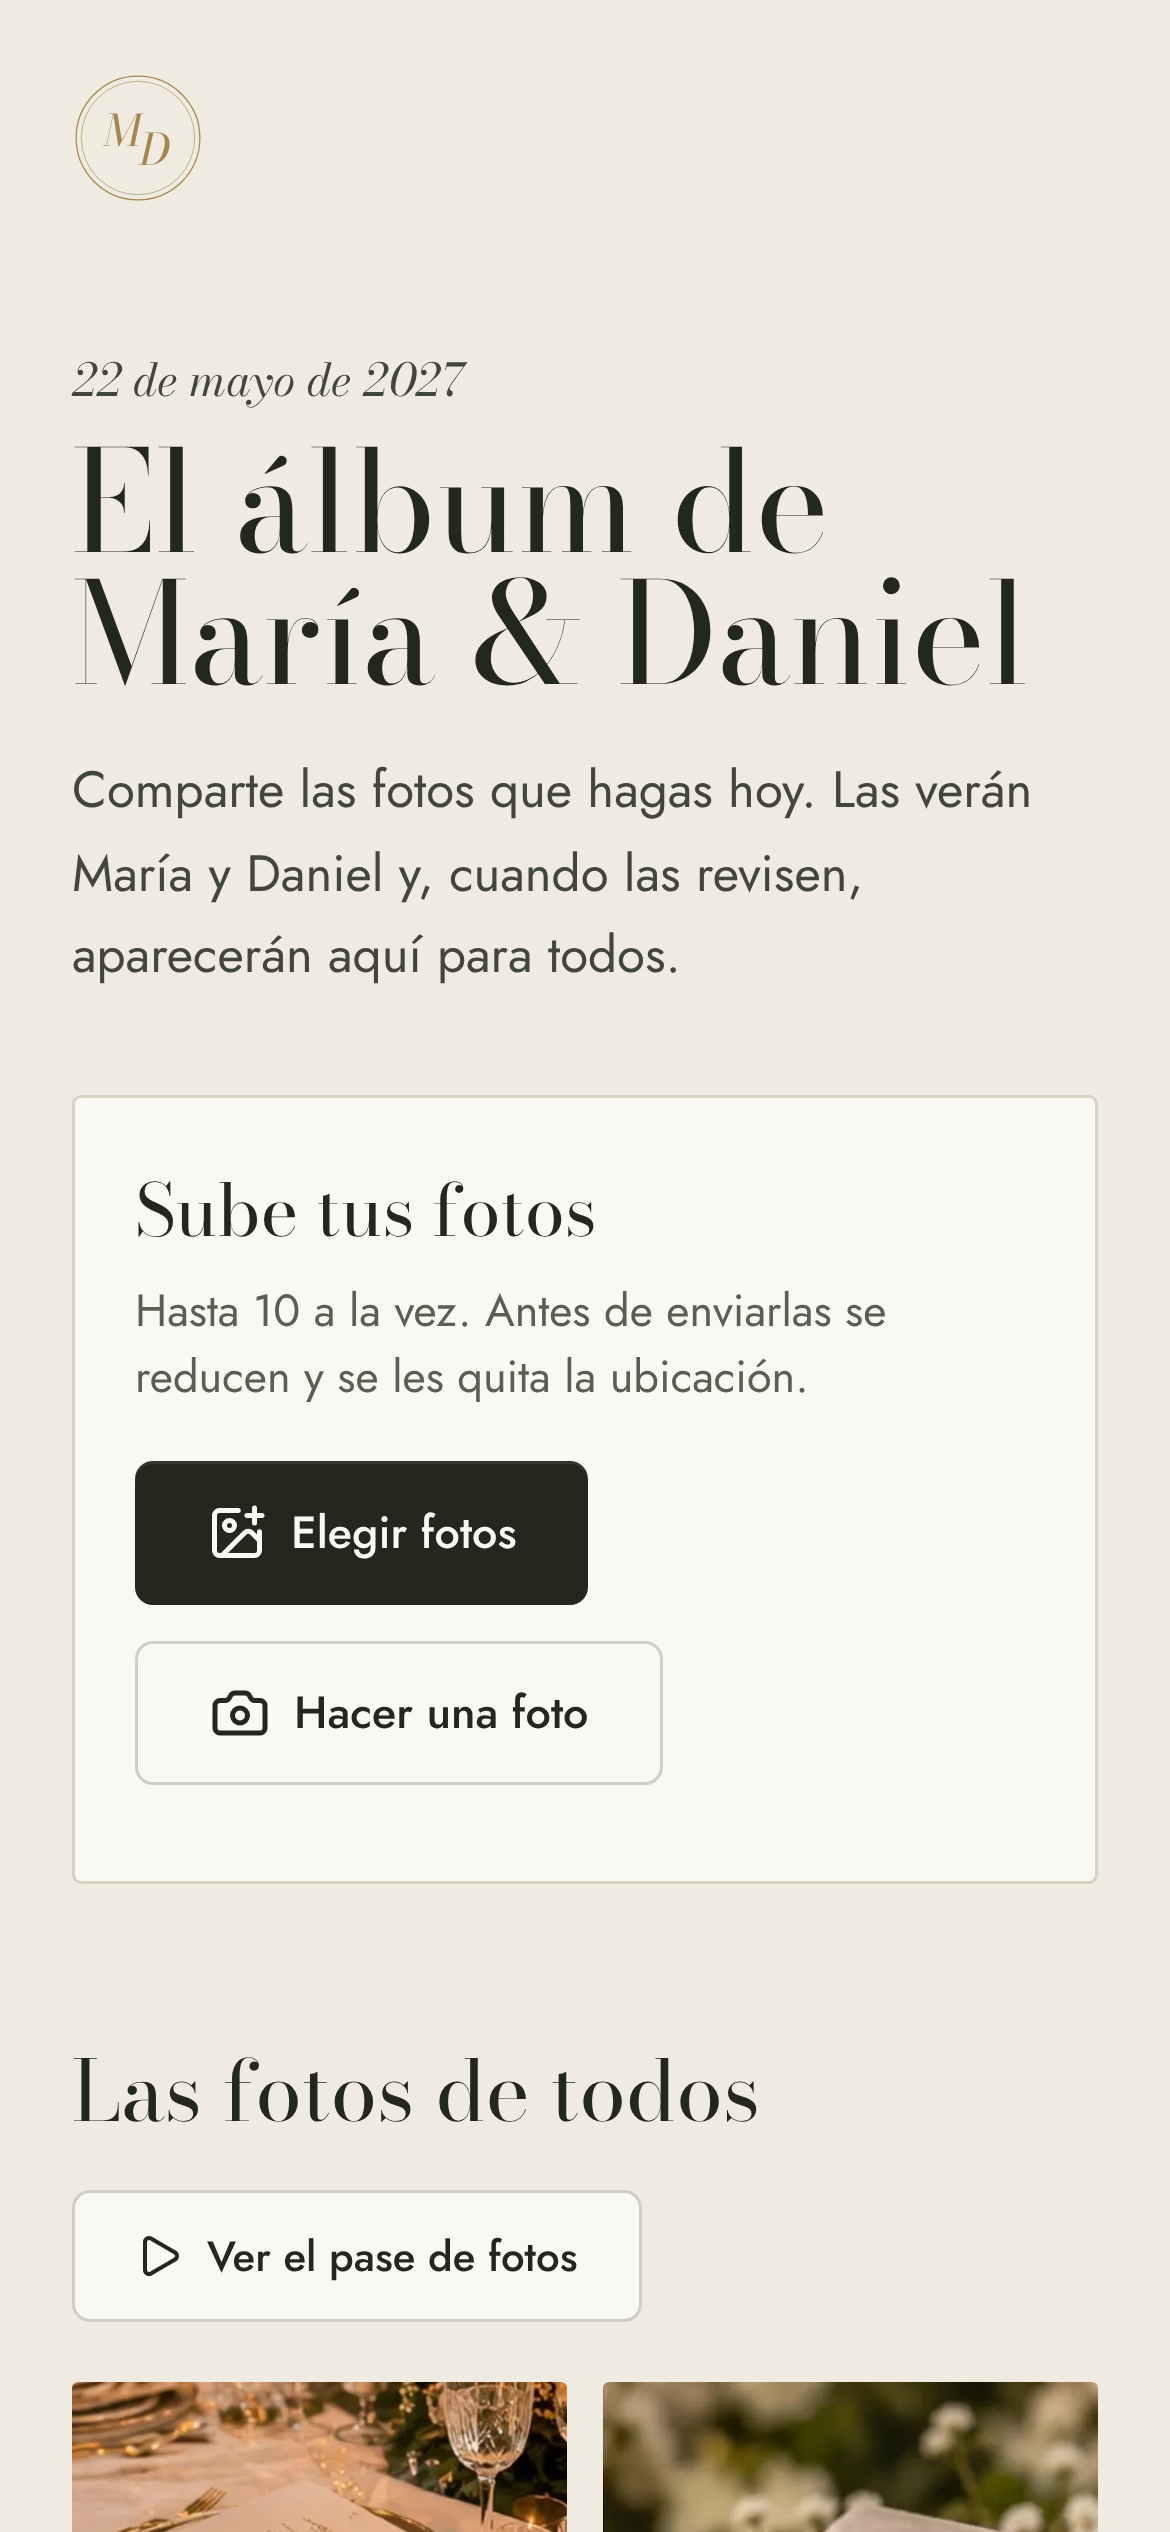 MD
22 de mayo de 2027
El álbum de
María & Daniel
Comparte las fotos que hagas hoy. Las verán
María y Daniel y, cuando las revisen,
aparecerán aquí para todos.
Sube tus fotos
Hasta 10 a la vez. Antes de enviarlas se
reducen y se les quita la ubicación.
Elegir fotos
Hacer una foto
Las fotos de todos
Ver el pase de fotos